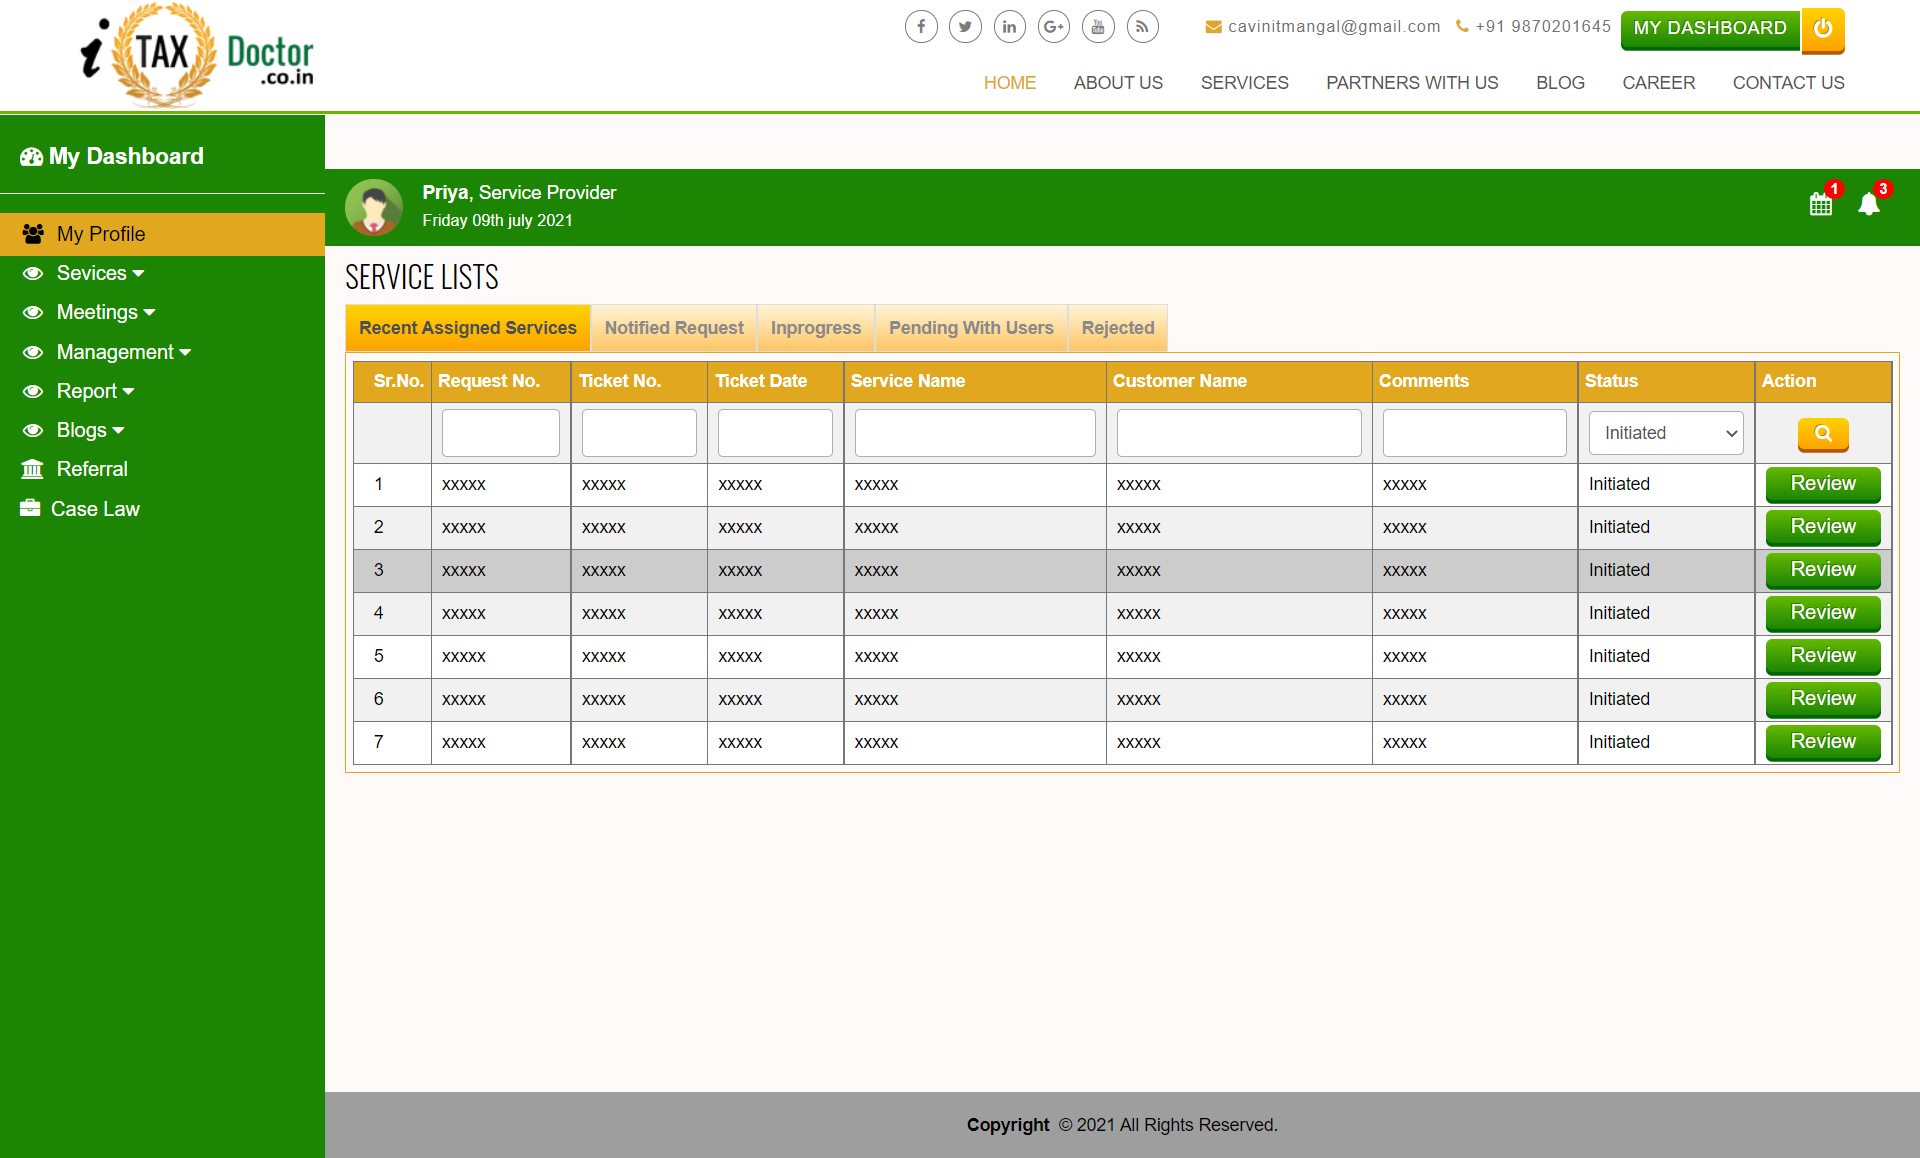 i TAX Doctor
.co.in
cavinitmangal@gmail.com +91 9870201645 MY DASHBOARD
HOME ABOUT US SERVICES PARTNERS WITH US BLOG CAREER CONTACT US
My Dashboard
My Profile
Sevices
Meetings
Management
Report
Blogs
Referral
Case Law
Priya, Service Provider
Friday 09th july 2021
1 3
SERVICE LISTS
Recent Assigned Services Notified Request Inprogress Pending With Users Rejected
Sr.No. Request No. Ticket No. Ticket Date Service Name Customer Name Comments Status Action
Initiated
1 xxxxx xxxxx xxxxx xxxxx xxxxx xxxxx Initiated Review
2 xxxxx xxxxx xxxxx xxxxx xxxxx xxxxx Initiated Review
3 xxxxx xxxxx xxxxx xxxxx xxxxx xxxxx Initiated Review
4 xxxxx xxxxx xxxxx xxxxx xxxxx xxxxx Initiated Review
5 xxxxx xxxxx xxxxx xxxxx xxxxx xxxxx Initiated Review
6 xxxxx xxxxx xxxxx xxxxx xxxxx xxxxx Initiated Review
7 xxxxx xxxxx xxxxx xxxxx xxxxx xxxxx Initiated Review
Copyright © 2021 All Rights Reserved.